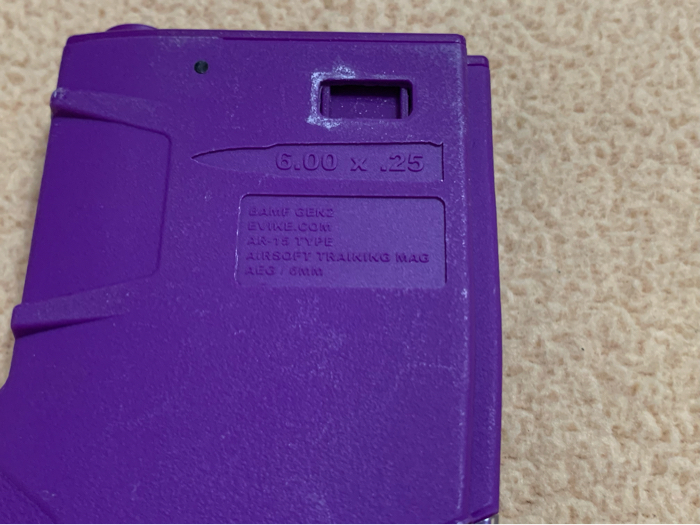 6.00 x .25
BAMF GEN2
EVIKE.COM
AR-15 TYPE
AIRSOFT TRAINING MAG
AEG / 6MM